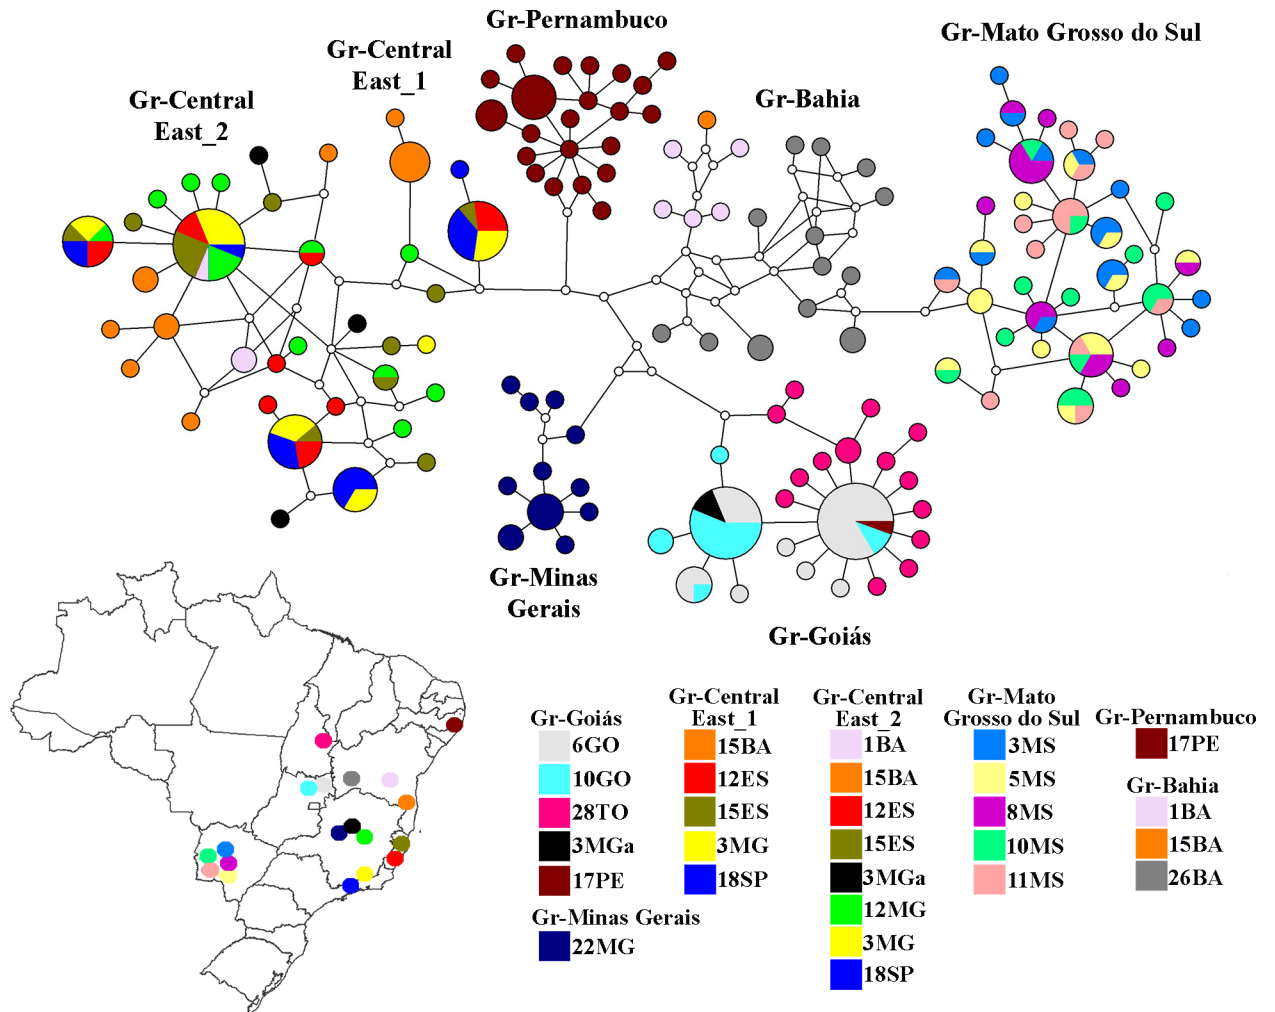 Gr-Pernambuco
Gr-Mato Grosso do Sul
Gr-Central
East_1
Gr-Central
East_2
Gr-Bahia
Gr-Minas
Gerais
Gr-Goiás
Gr-Goiás
6GO
10GO
28TO
3MGa
17PE
Gr-Minas Gerais
22MG
Gr-Central
East_1
15BA
12ES
15ES
3MG
18SP
Gr-Central
East_2
1BA
15BA
12ES
15ES
3MGa
12MG
3MG
18SP
Gr-Mato
Grosso do Sul
3MS
5MS
8MS
10MS
11MS
Gr-Pernambuco
17PE
Gr-Bahia
1BA
15BA
26BA